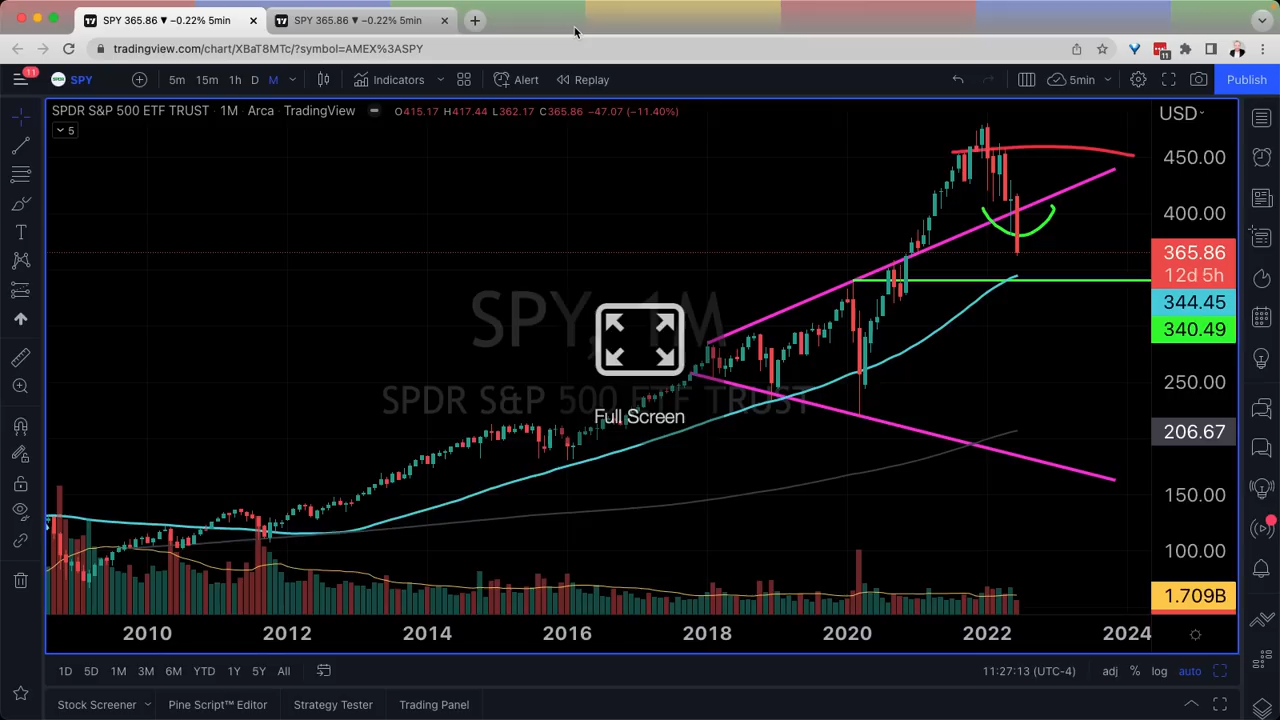 SPY 365.86 ▼ −0.22% 5min
SPY 365.86 ▼ −0.22% 5min
tradingview.com/chart/XBaT8MTc/?symbol=AMEX%3ASPY
11
11
SPY
5m 15m 1h D M
Indicators
Alert
Replay
5min
Publish
SPDR S&P 500 ETF TRUST · 1M · Arca · TradingView
O415.17 H417.44 L362.17 C365.86 −47.07 (−11.40%)
USD
5
450.00
400.00
365.86
12d 5h
344.45
340.49
250.00
206.67
150.00
100.00
1.709B
SPY, 1M
SPDR S&P 500 ETF TRUST
Full Screen
2010 2012 2014 2016 2018 2020 2022 2024
1D 5D 1M 3M 6M YTD 1Y 5Y All
11:27:13 (UTC-4)
adj % log auto
Stock Screener
Pine Script™ Editor
Strategy Tester
Trading Panel